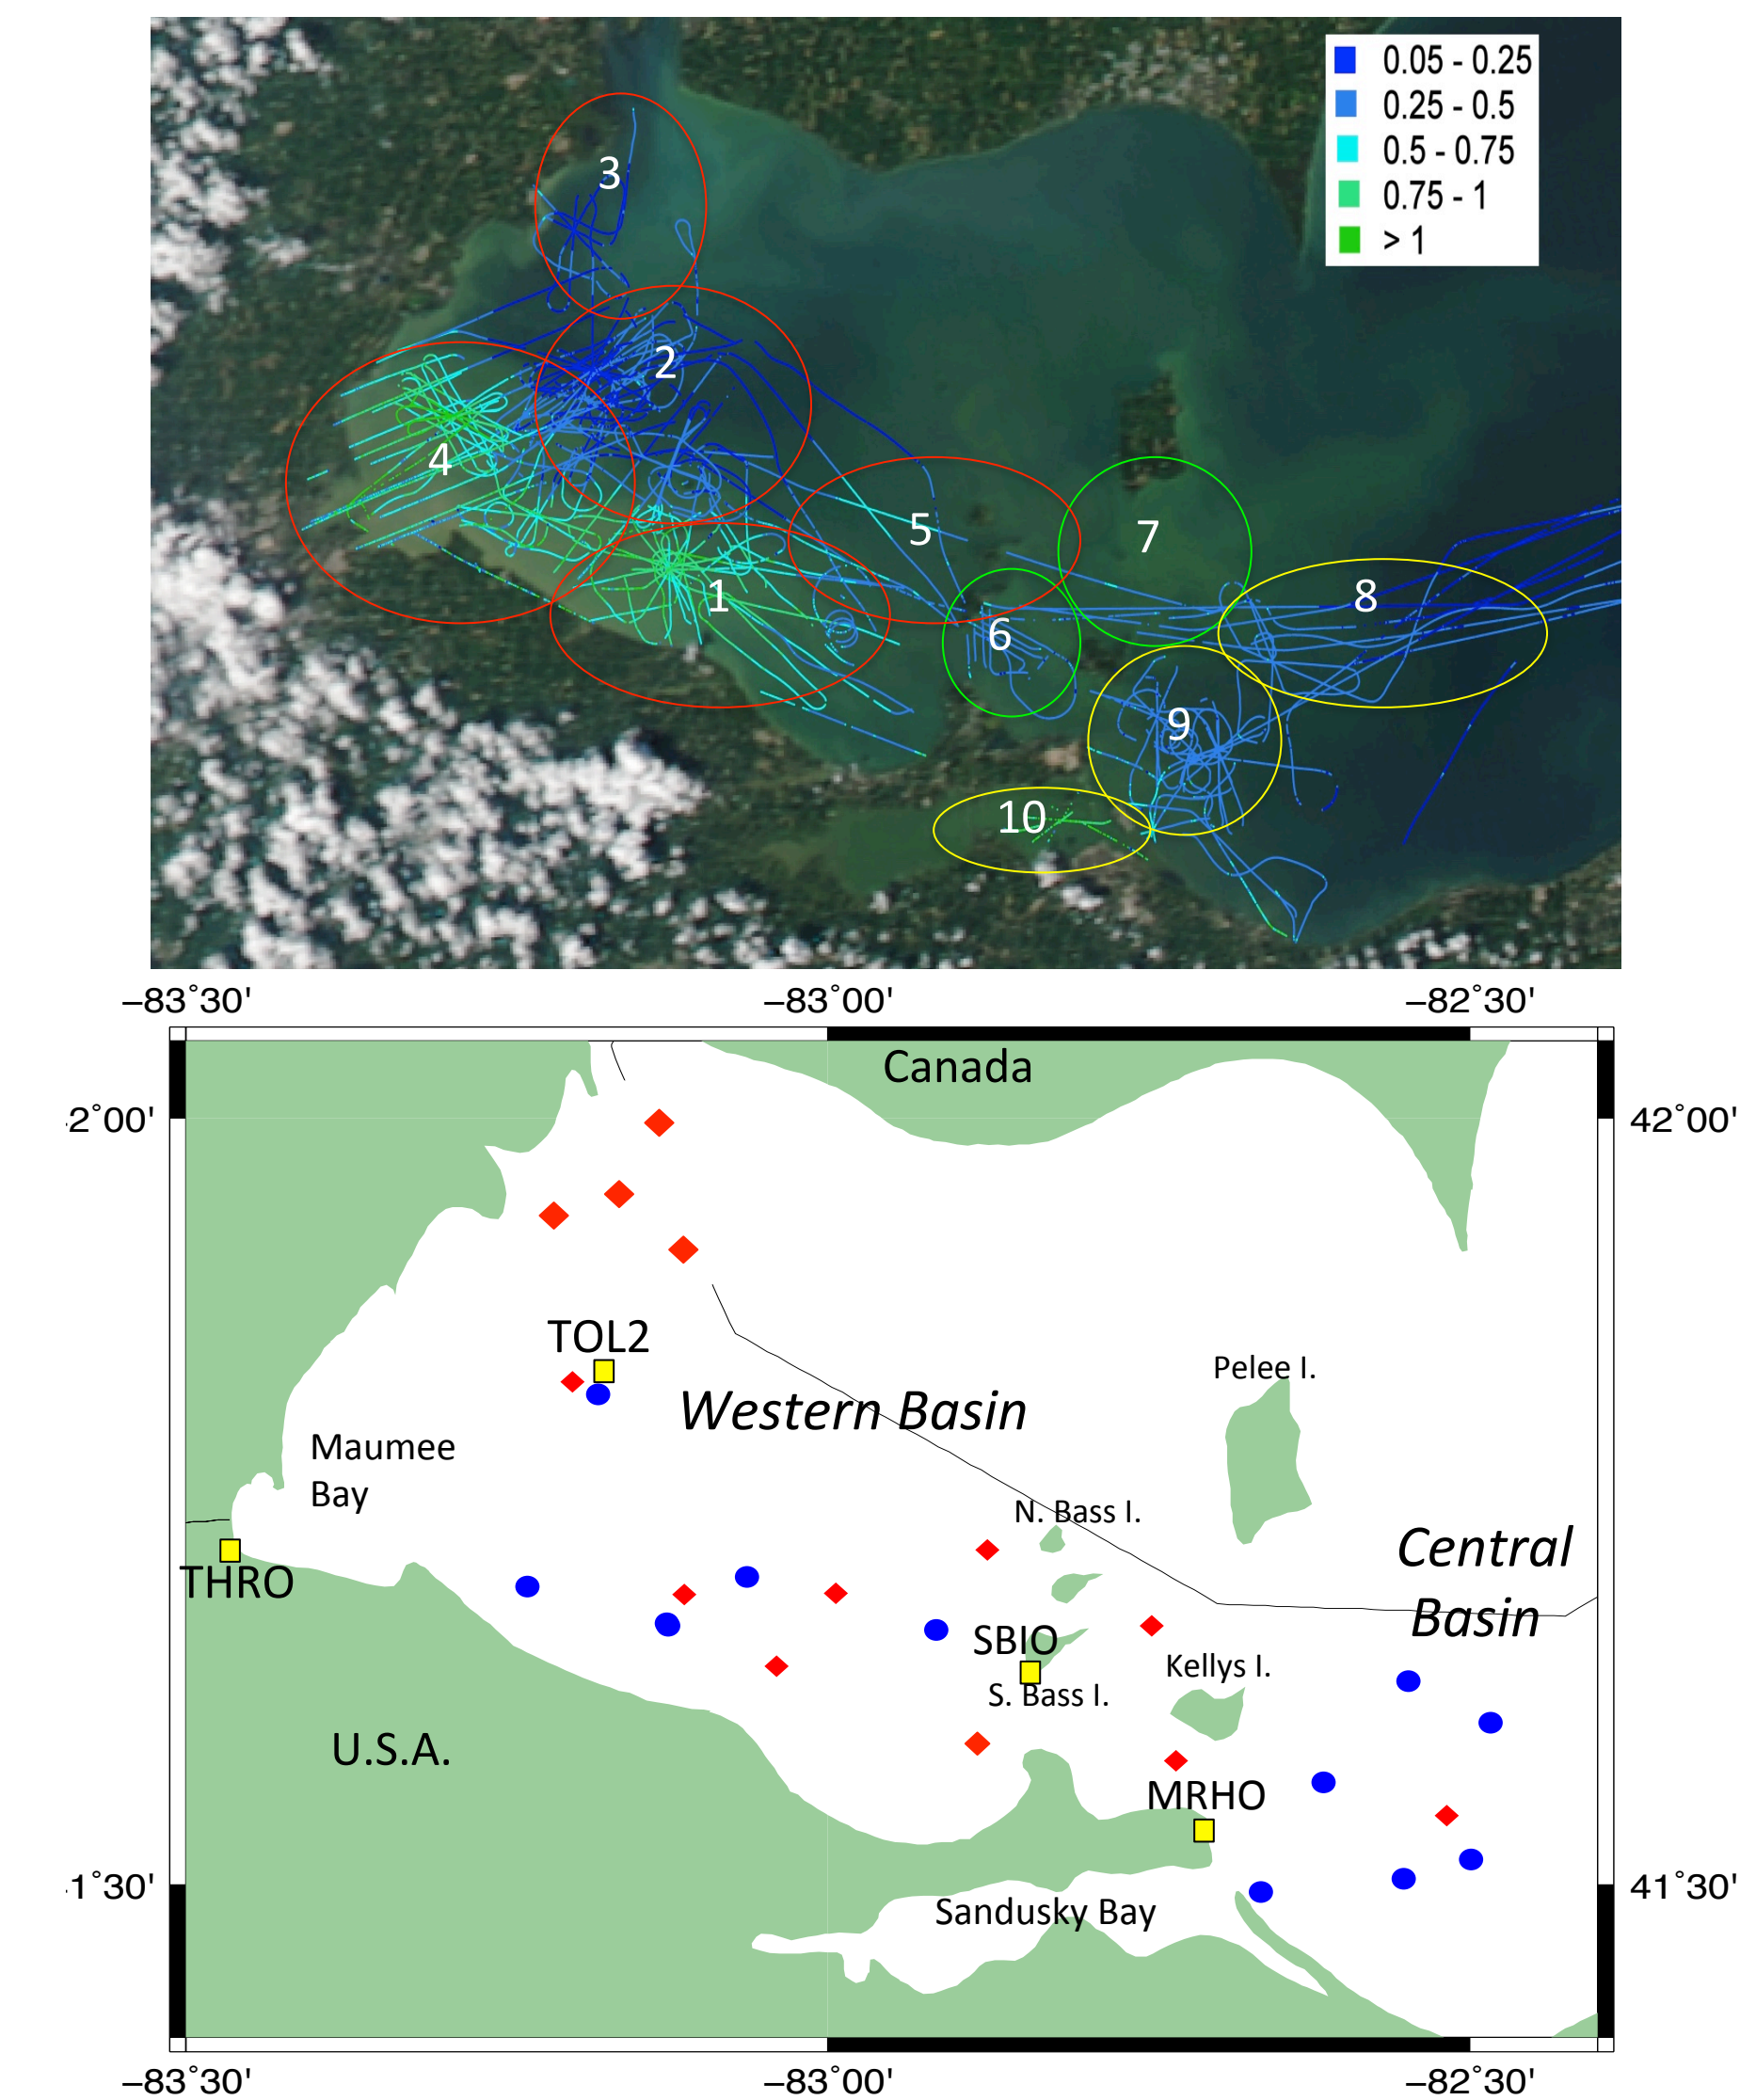 0.05 - 0.25
0.25 - 0.5
0.5 - 0.75
0.75 - 1
> 1
3
2
4
5
7
1
8
6
9
10
–83˚30'
–83˚00'
–82˚30'
Canada
2˚00'
42˚00'
TOL2
Pelee I.
Western Basin
Maumee
Bay
N. Bass I.
Central
Basin
THRO
SBIO
Kellys I.
S. Bass I.
U.S.A.
MRHO
1˚30'
41˚30'
Sandusky Bay
–83˚30'
–83˚00'
–82˚30'